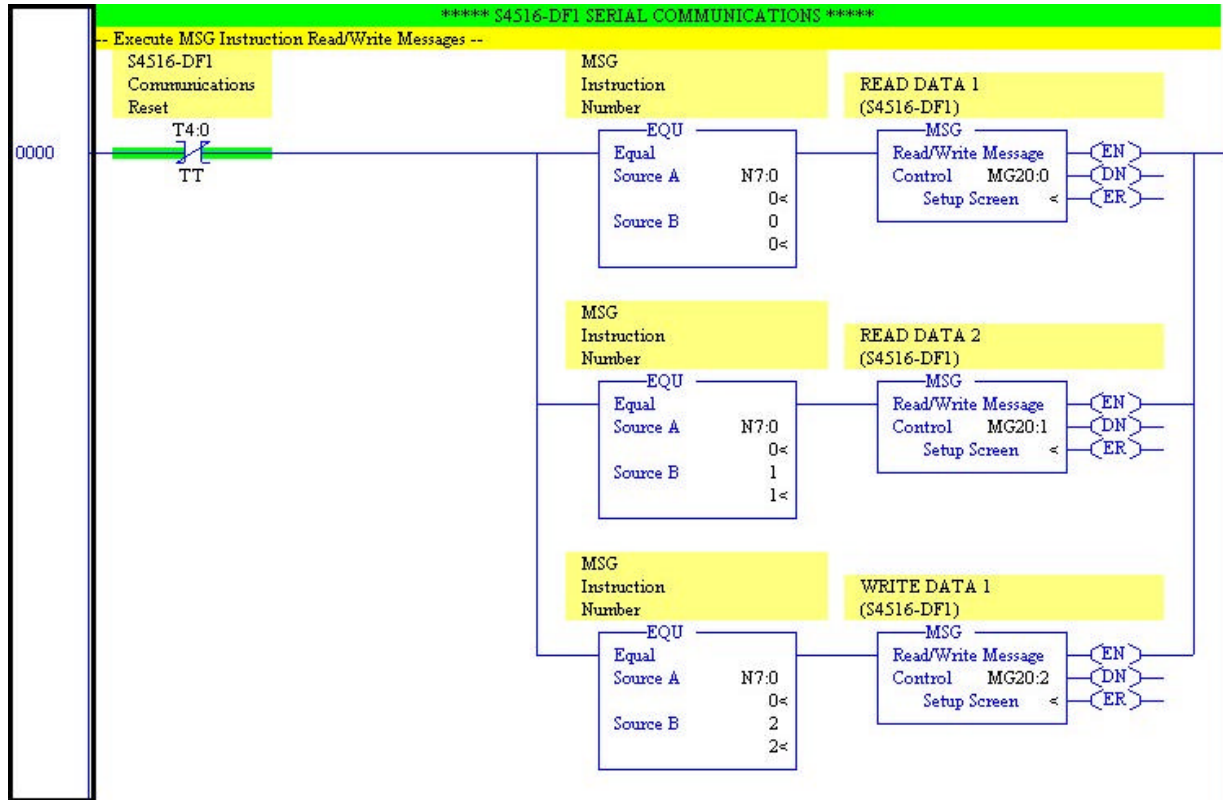 ***** S4516-DF1 SERIAL COMMUNICATIONS *****
-- Execute MSG Instruction Read/Write Messages --
S4516-DF1
Communications
Reset
T4:0
TT
0000
MSG
Instruction
Number
EQU
Equal
Source A N7:0
0<
Source B 0
0<
READ DATA 1
(S4516-DF1)
MSG
Read/Write Message
Control MG20:0
Setup Screen <
EN
DN
ER
MSG
Instruction
Number
EQU
Equal
Source A N7:0
0<
Source B 1
1<
READ DATA 2
(S4516-DF1)
MSG
Read/Write Message
Control MG20:1
Setup Screen <
EN
DN
ER
MSG
Instruction
Number
EQU
Equal
Source A N7:0
0<
Source B 2
2<
WRITE DATA 1
(S4516-DF1)
MSG
Read/Write Message
Control MG20:2
Setup Screen <
EN
DN
ER